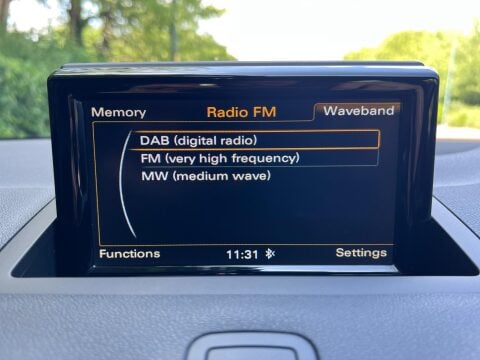 Memory Radio FM Waveband
DAB (digital radio)
FM (very high frequency)
MW (medium wave)
Functions 11:31 Settings